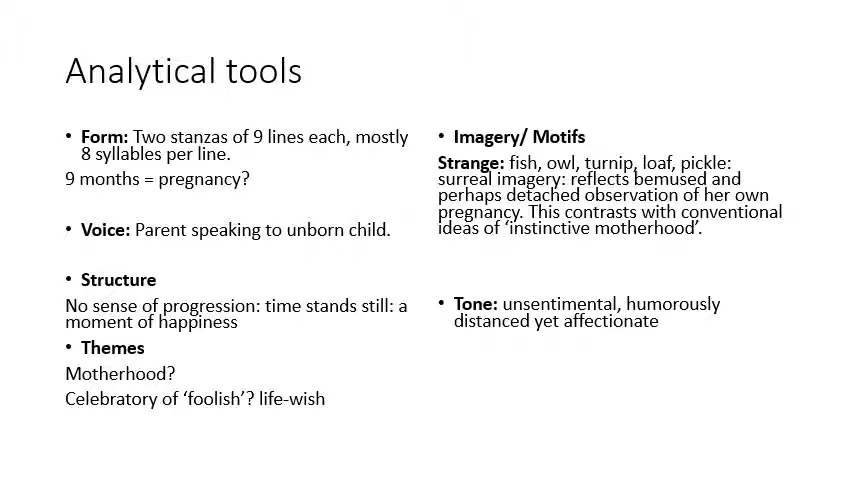 Analytical tools
• Form: Two stanzas of 9 lines each, mostly
8 syllables per line.
9 months = pregnancy?
• Voice: Parent speaking to unborn child.
• Structure
No sense of progression: time stands still: a
moment of happiness
• Themes
Motherhood?
Celebratory of ‘foolish’? life-wish
• Imagery/ Motifs
Strange: fish, owl, turnip, loaf, pickle:
surreal imagery: reflects bemused and
perhaps detached observation of her own
pregnancy. This contrasts with conventional
ideas of ‘instinctive motherhood’.
• Tone: unsentimental, humorously
distanced yet affectionate